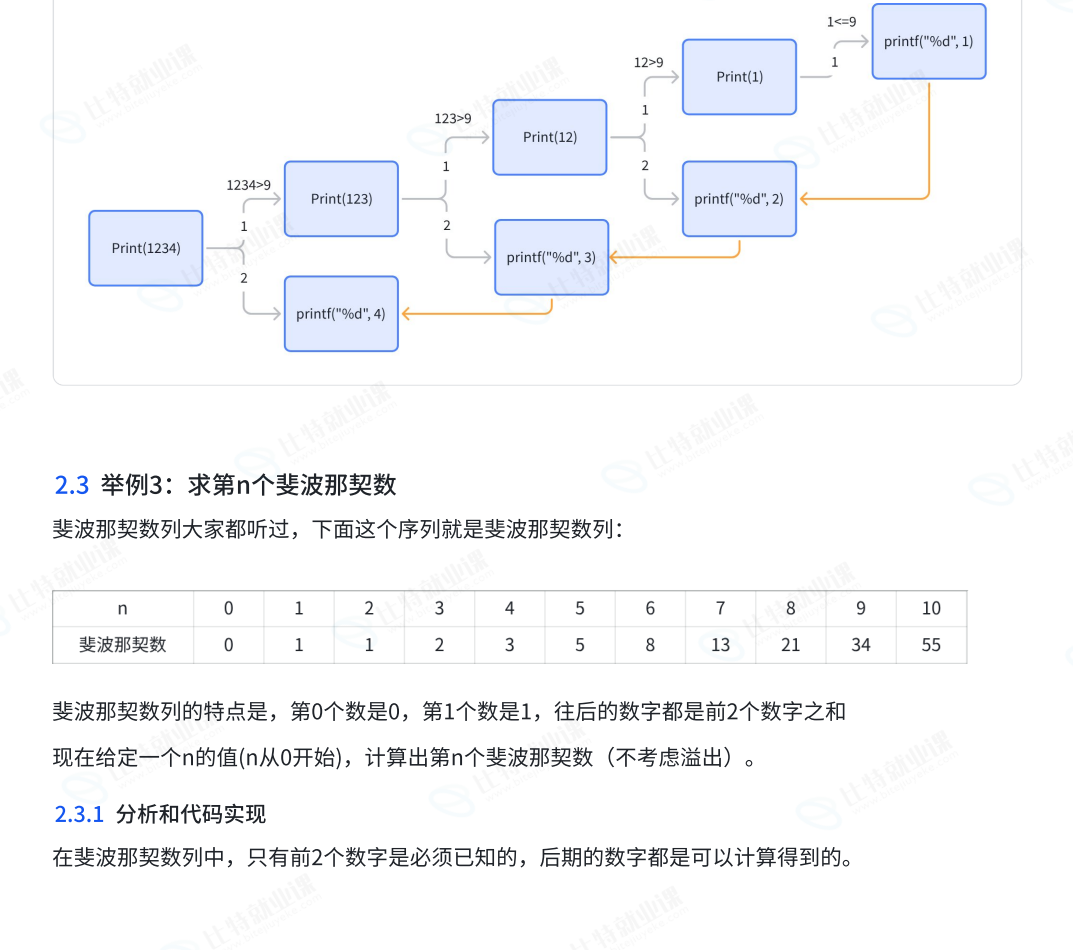 1<=9
printf("%d", 1)
1
12>9
Print(1)
1
123>9
Print(12)
1
2
printf("%d", 2)
1234>9
Print(123)
1
2
printf("%d", 3)
Print(1234)
2
printf("%d", 4)
2.3 举例3：求第n个斐波那契数
斐波那契数列大家都听过，下面这个序列就是斐波那契数列：
n 0 1 2 3 4 5 6 7 8 9 10
斐波那契数 0 1 1 2 3 5 8 13 21 34 55
斐波那契数列的特点是，第0个数是0，第1个数是1，往后的数字都是前2个数字之和
现在给定一个n的值(n从0开始)，计算出第n个斐波那契数（不考虑溢出）。
2.3.1 分析和代码实现
在斐波那契数列中，只有前2个数字是必须已知的，后期的数字都是可以计算得到的。
比特就业课